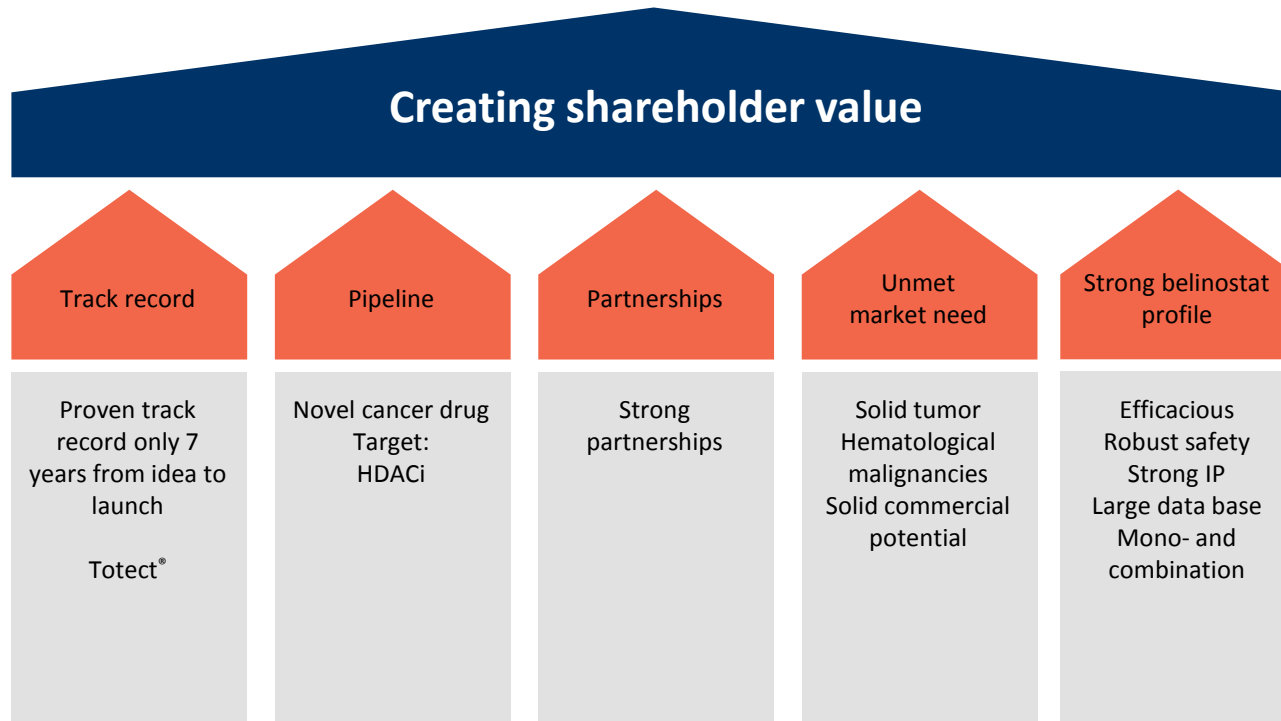 Creating shareholder value
Track record
Pipeline
Partnerships
Unmet
market need
Strong belinostat
profile
Proven track
record only 7
years from idea to
launch
Totect®
Novel cancer drug
Target:
HDACi
Strong
partnerships
Solid tumor
Hematological
malignancies
Solid commercial
potential
Efficacious
Robust safety
Strong IP
Large data base
Mono- and
combination